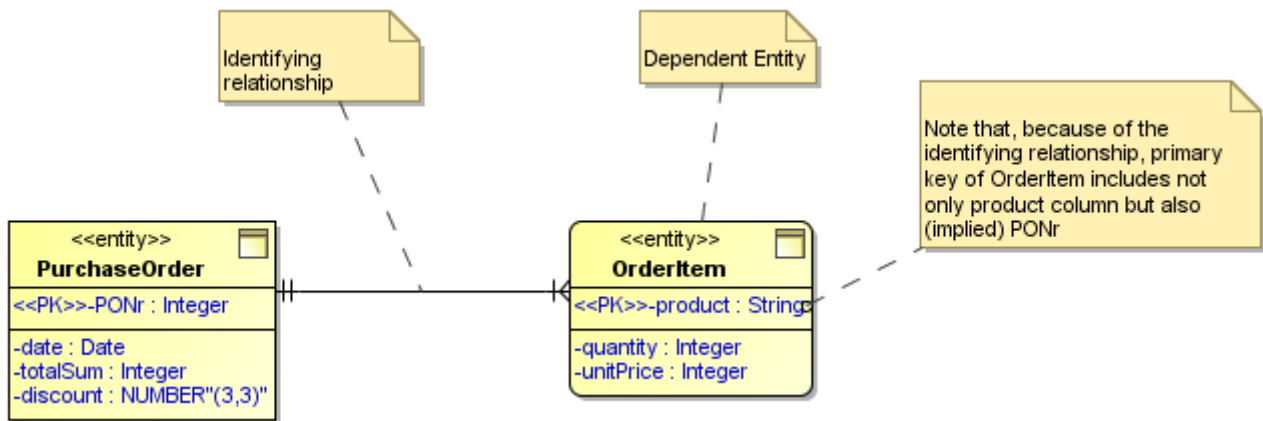 Identifying
relationship
Dependent Entity
Note that, because of the
identifying relationship, primary
key of OrderItem includes not
only product column but also
(implied) PONr
<<entity>>
PurchaseOrder
<<PK>>-PONr : Integer
-date : Date
-totalSum : Integer
-discount : NUMBER"(3,3)"
<<entity>>
OrderItem
<<PK>>-product : String
-quantity : Integer
-unitPrice : Integer